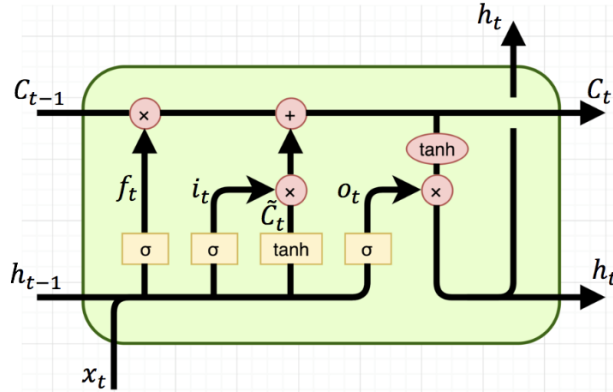 h_t
C_{t-1}
C_t
×
+
tanh
f_t
i_t
×
o_t
×
C̃_t
σ
σ
tanh
σ
h_{t-1}
h_t
x_t